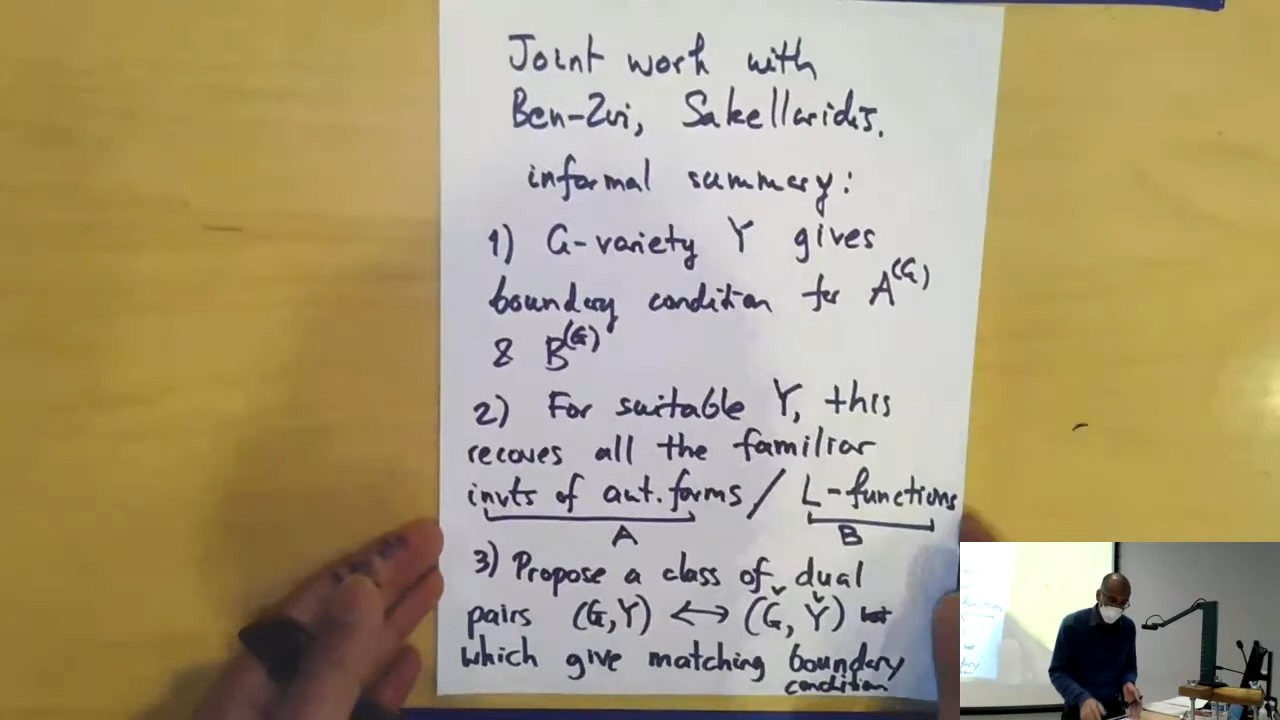 Joint work with
Ben-Zvi, Sakellaridis.
informal summary:
1) G-variety Y gives
boundary condition for A^(G)
& B^(G)
2) For suitable Y, this
recovers all the familiar
invts of aut. forms / L-functions
A B
3) Propose a class of dual
pairs (G, Y) ↔ (Ǧ, Y̌)
which give matching boundary
condition